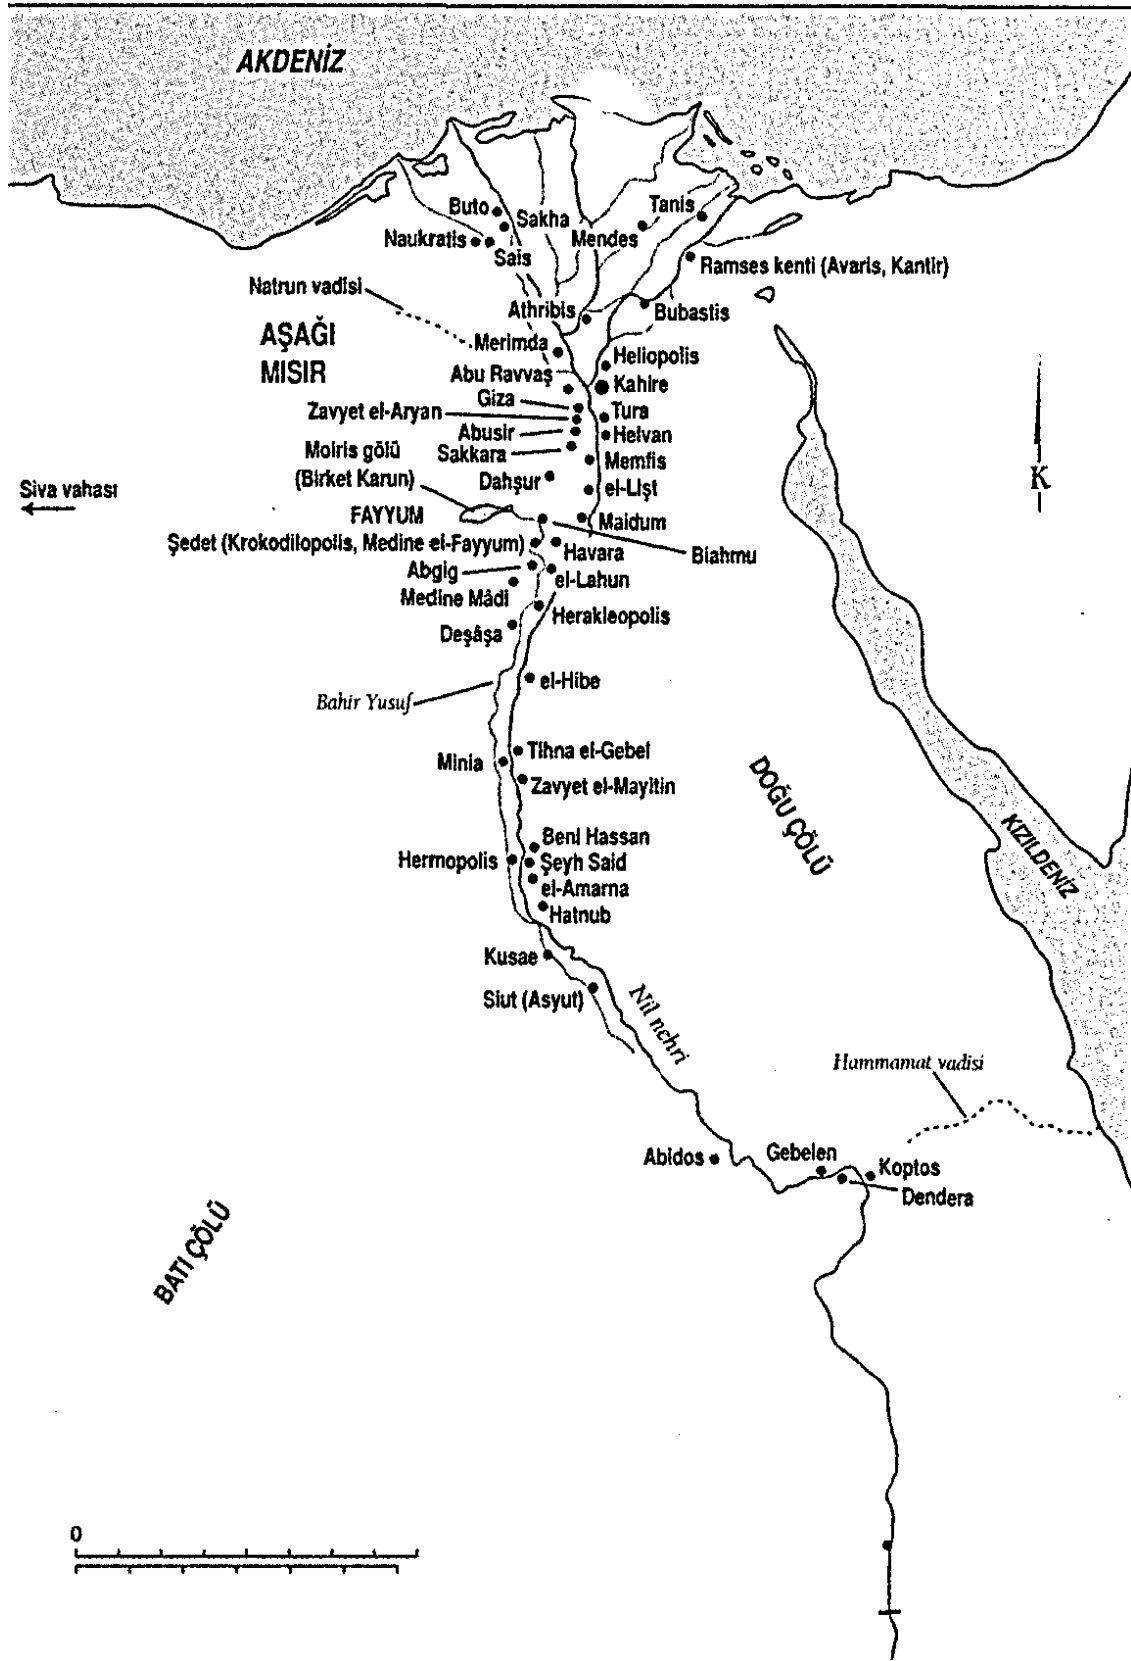 AKDENİZ
Buto
Sakha
Tanis
Naukratis
Sais
Mendes
Ramses kenti (Avaris, Kantir)
Natrun vadisi
Athribis
Bubastis
AŞAĞI
MISIR
Merimda
Heliopolis
Abu Ravvaş
Kahire
Giza
Zavyet el-Aryan
Tura
Abusir
Helvan
Moiris gölü
(Birket Karun)
Sakkara
Memfis
Siva vahası
Dahşur
el-Lişt
K
FAYYUM
Maidum
Şedet (Krokodilopolis, Medine el-Fayyum)
Havara
Biahmu
Abgig
el-Lahun
Medine Mâdi
Herakleopolis
Deşâşa
el-Hibe
Bahir Yusuf
Tihna el-Gebel
Minia
Zavyet el-Mayitin
DOĞU ÇÖLÜ
KIZILDENİZ
Beni Hassan
Hermopolis
Şeyh Said
el-Amarna
Hatnub
Kusae
Siut (Asyut)
Nil nehri
Hammamat vadisi
Abidos
Gebelen
Koptos
Dendera
BATI ÇÖLÜ
0